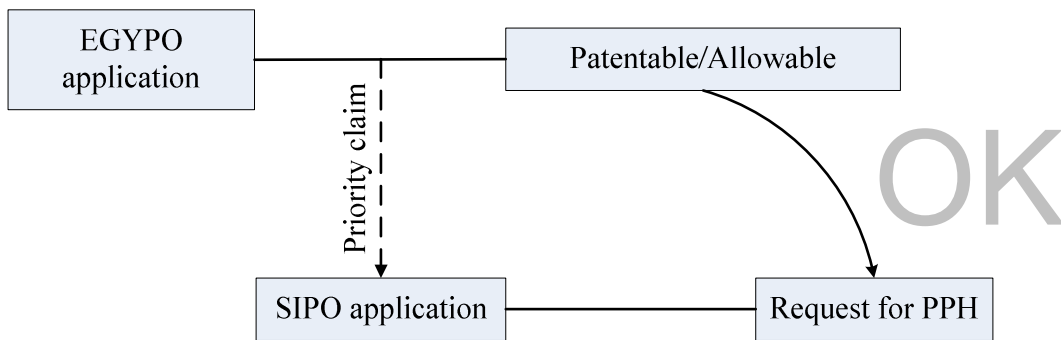 EGYPO
application
Patentable/Allowable
Priority claim
OK
SIPO application
Request for PPH